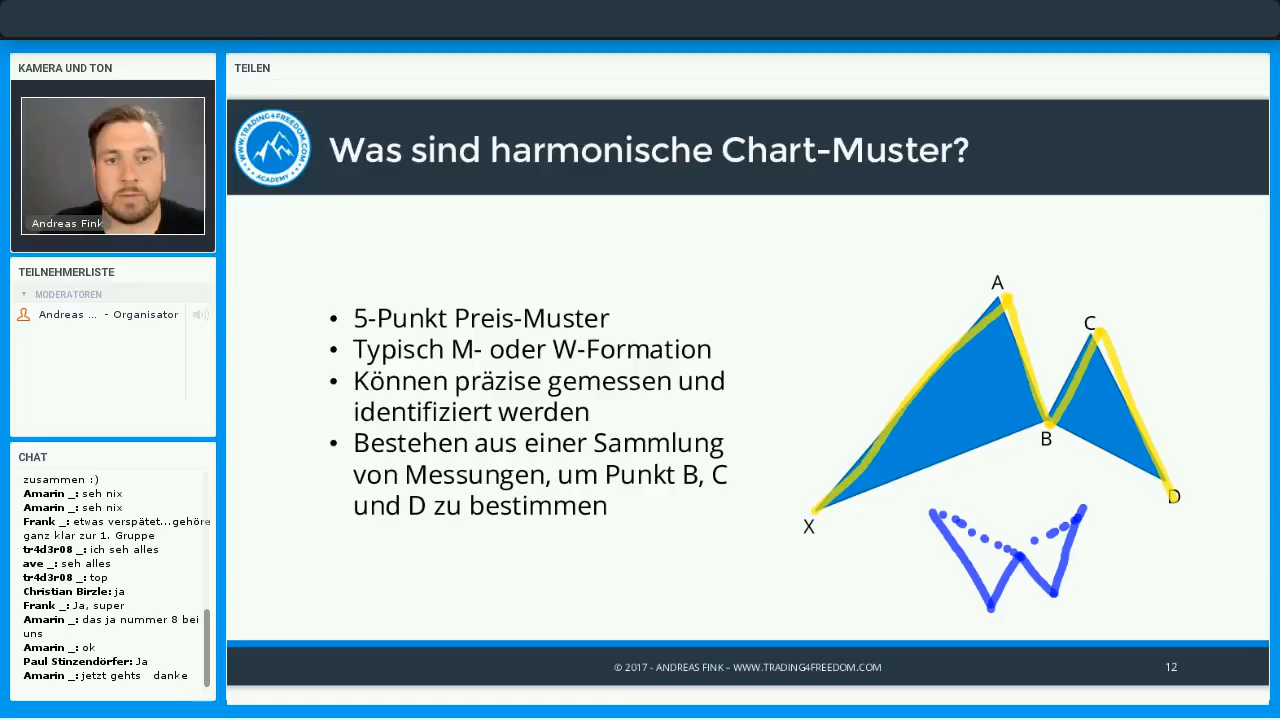 KAMERA UND TON
Andreas Fink
TEILNEHMERLISTE
MODERATOREN
Andreas ... - Organisator
CHAT
zusammen :)
Amarin _: seh nix
Amarin _: seh nix
Frank _: etwas verspätet...gehöre
ganz klar zur 1. Gruppe
tr4d3r08 _: ich seh alles
ave _: seh alles
tr4d3r08 _: top
Christian Birzle: ja
Frank _: Ja, super
Amarin _: das ja nummer 8 bei
uns
Amarin _: ok
Paul Stinzendörfer: Ja
Amarin _: jetzt gehts danke
TEILEN
WWW.TRADING4FREEDOM.COM
ACADEMY
Was sind harmonische Chart-Muster?
• 5-Punkt Preis-Muster
• Typisch M- oder W-Formation
• Können präzise gemessen und
identifiziert werden
• Bestehen aus einer Sammlung
von Messungen, um Punkt B, C
und D zu bestimmen
A
C
B
D
X
© 2017 - ANDREAS FINK – WWW.TRADING4FREEDOM.COM
12